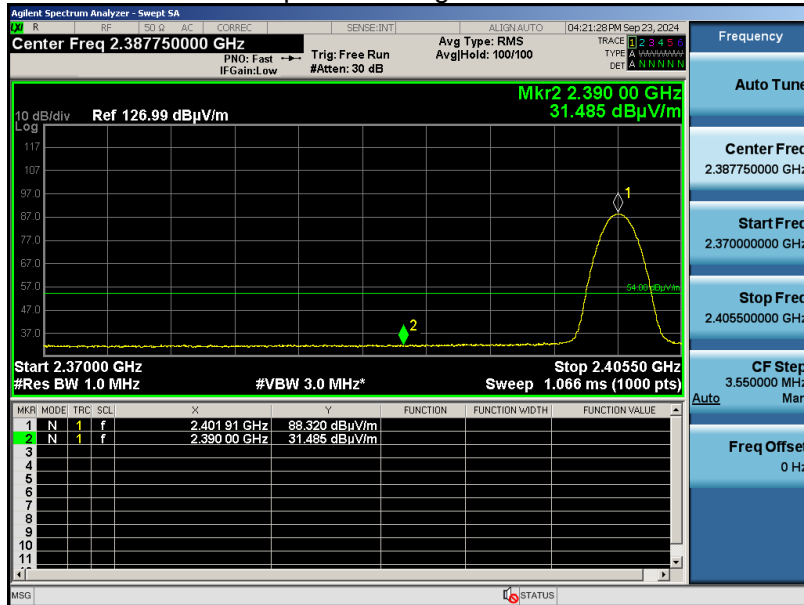 Agilent Spectrum Analyzer - Swept SA
LXI R RF 50 Ω AC CORREC SENSE:INT ALIGN AUTO 04:21:28 PM Sep 23, 2024
Center Freq 2.387750000 GHz
PNO: Fast
IFGain:Low
Trig: Free Run
#Atten: 30 dB
Avg Type: RMS
Avg|Hold: 100/100
TRACE 1 2 3 4 5 6
TYPE A WWWWW
DET A N N N N N
Frequency
Mkr2 2.390 00 GHz
31.485 dBµV/m
10 dB/div Ref 126.99 dBµV/m
Log
117
107
97.0
87.0
77.0
67.0
57.0
47.0
37.0
1
2
54.00 dBµV/m
Start 2.37000 GHz Stop 2.40550 GHz
#Res BW 1.0 MHz #VBW 3.0 MHz* Sweep 1.066 ms (1000 pts)
MKR MODE TRC SCL X Y FUNCTION FUNCTION WIDTH FUNCTION VALUE
1 N 1 f 2.401 91 GHz 88.320 dBµV/m
2 N 1 f 2.390 00 GHz 31.485 dBµV/m
3
4
5
6
7
8
9
10
11
Auto Tune
Center Freq
2.387750000 GHz
Start Freq
2.370000000 GHz
Stop Freq
2.405500000 GHz
CF Step
3.550000 MHz
Auto Man
Freq Offset
0 Hz
MSG STATUS